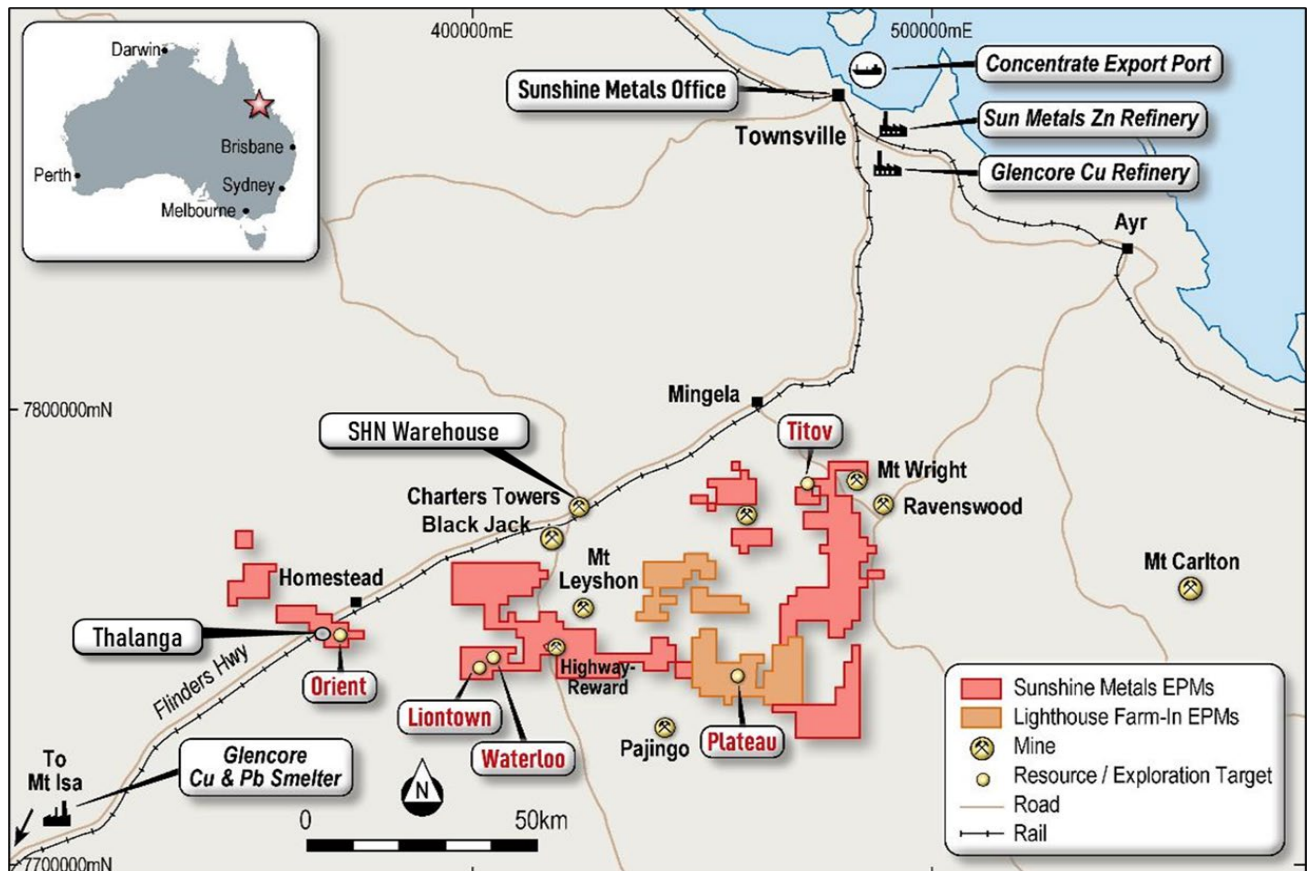 400000mE
500000mE
Darwin
Brisbane
Perth
Sydney
Melbourne
Concentrate Export Port
Sunshine Metals Office
Sun Metals Zn Refinery
Townsville
Glencore Cu Refinery
Ayr
Mingela
7800000mN
SHN Warehouse
Titov
Mt Wright
Charters Towers
Ravenswood
Black Jack
Mt
Leyshon
Mt Carlton
Homestead
Thalanga
Flinders Hwy
Orient
Highway-
Reward
Liontown
Waterloo
Pajingo
Plateau
To
Mt Isa
Glencore
Cu & Pb Smelter
N
0
50km
7700000mN
Sunshine Metals EPMs
Lighthouse Farm-In EPMs
Mine
Resource / Exploration Target
Road
Rail